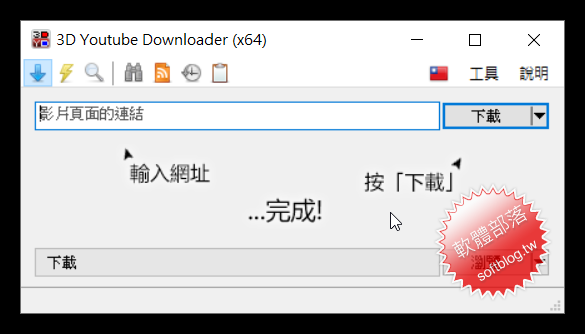 3D Youtube Downloader (x64)
工具
說明
影片頁面的連結
下載
輸入網址
按「下載」
...完成!
軟體部落
softblog.tw
下載
瀏覽